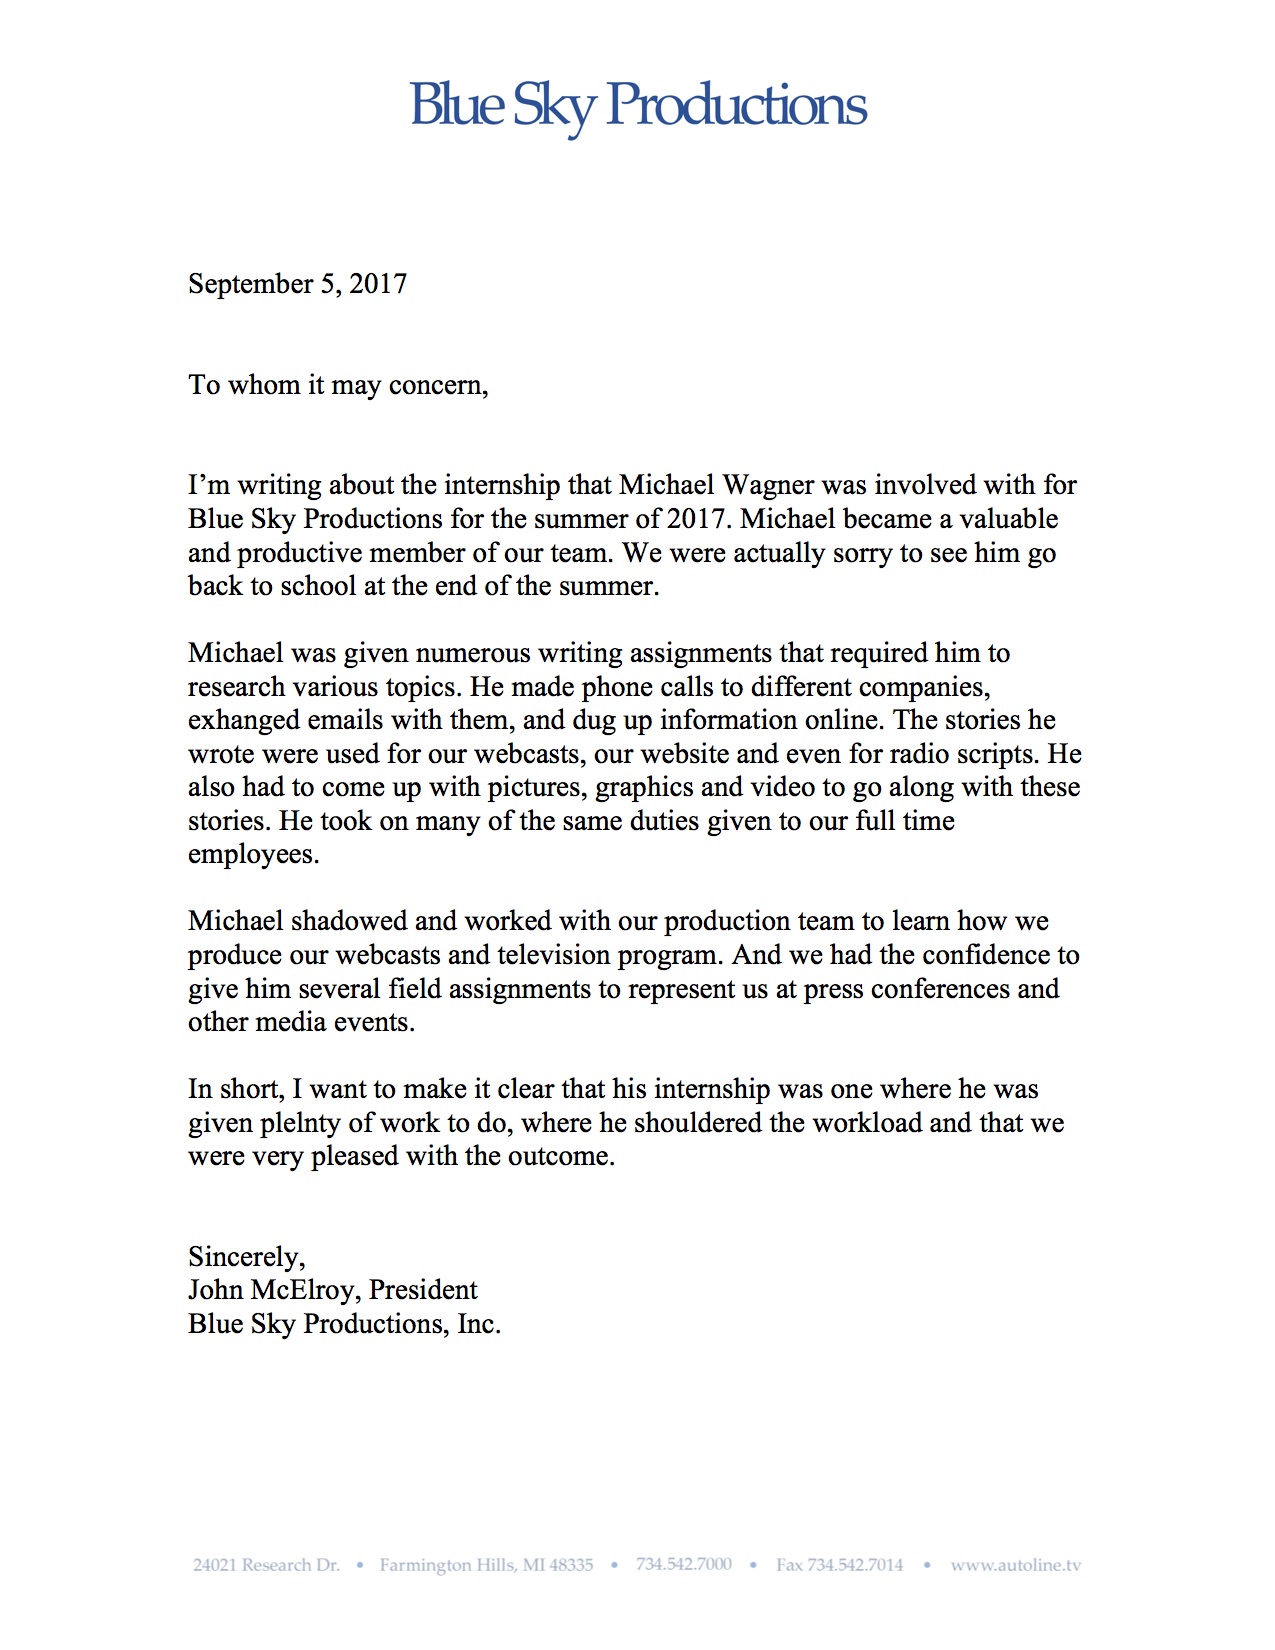 Blue Sky Productions
September 5, 2017
To whom it may concern,
I’m writing about the internship that Michael Wagner was involved with for
Blue Sky Productions for the summer of 2017. Michael became a valuable
and productive member of our team. We were actually sorry to see him go
back to school at the end of the summer.
Michael was given numerous writing assignments that required him to
research various topics. He made phone calls to different companies,
exhanged emails with them, and dug up information online. The stories he
wrote were used for our webcasts, our website and even for radio scripts. He
also had to come up with pictures, graphics and video to go along with these
stories. He took on many of the same duties given to our full time
employees.
Michael shadowed and worked with our production team to learn how we
produce our webcasts and television program. And we had the confidence to
give him several field assignments to represent us at press conferences and
other media events.
In short, I want to make it clear that his internship was one where he was
given plelnty of work to do, where he shouldered the workload and that we
were very pleased with the outcome.
Sincerely,
John McElroy, President
Blue Sky Productions, Inc.
24021 Research Dr. • Farmington Hills, MI 48335 • 734.542.7000 • Fax 734.542.7014 • www.autoline.tv